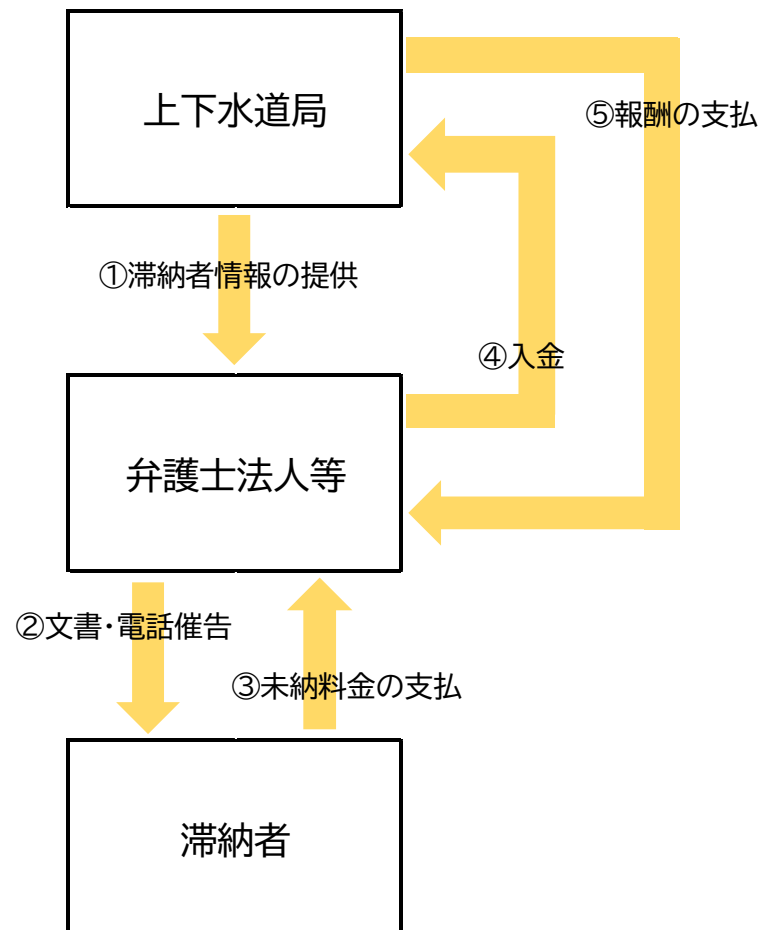 上下水道局
⑤報酬の支払
①滞納者情報の提供
④入金
弁護士法人等
②文書・電話催告
③未納料金の支払
滞納者